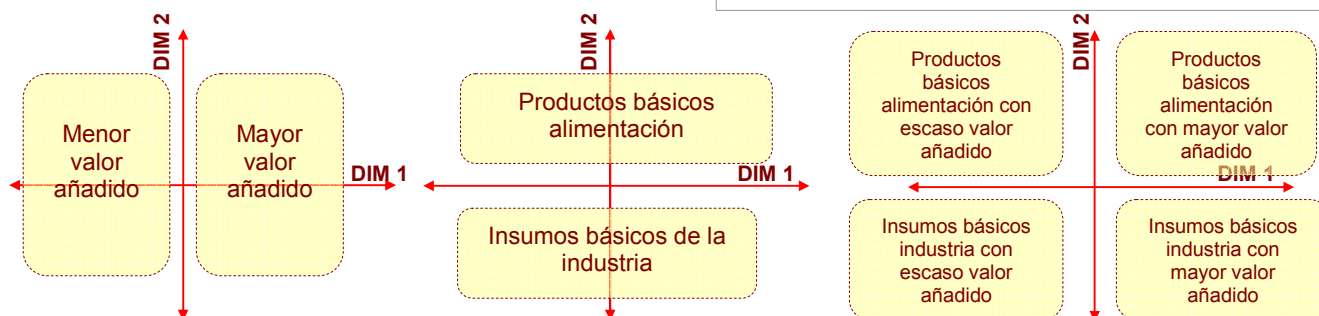 DIM 2
Menor
valor
añadido
Mayor
valor
añadido
DIM 1
DIM 2
Productos básicos
alimentación
DIM 1
Insumos básicos de la
industria
DIM 2
Productos
básicos
alimentación con
escaso valor
añadido
Productos
básicos
alimentación
con mayor valor
añadido
DIM 1
Insumos básicos
industria con
escaso valor
añadido
Insumos básicos
industria con
mayor valor
añadido